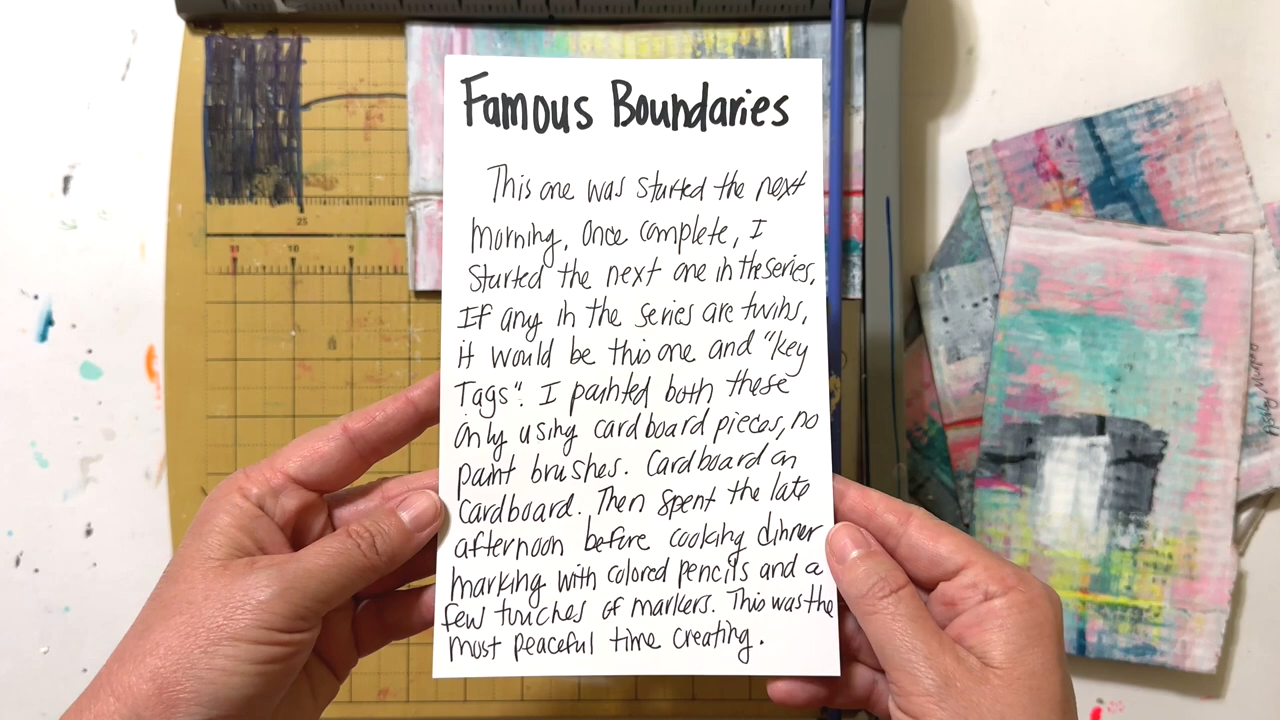 Famous Boundaries
This one was started the next
morning. Once complete, I
started the next one in the series.
If any in the series are twins,
it would be this one and "Key
Tags". I painted both these
only using cardboard pieces, no
paint brushes. Cardboard on
Cardboard. Then spent the late
afternoon before cooking dinner
marking with colored pencils and a
few touches of markers. This was the
most peaceful time creating.
25
11 10 9